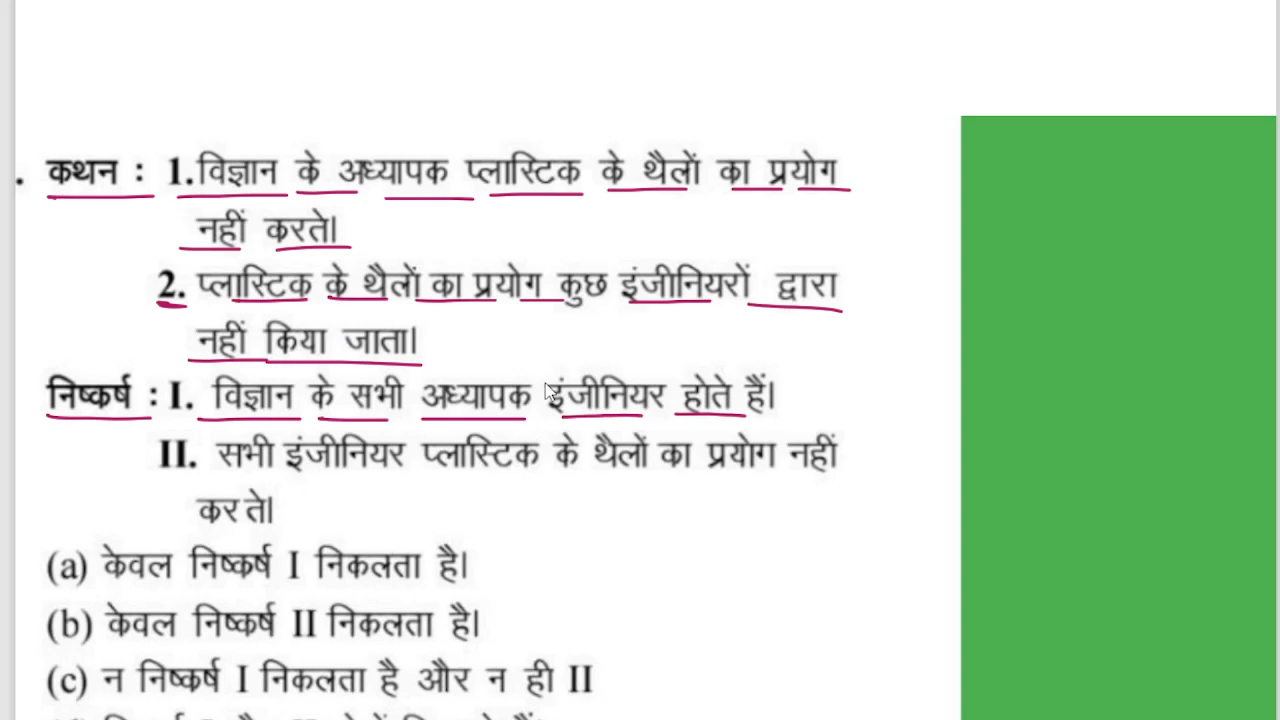 . कथन : 1.विज्ञान के अध्यापक प्लास्टिक के थैलों का प्रयोग
नहीं करते।
2. प्लास्टिक के थैलों का प्रयोग कुछ इंजीनियरों द्वारा
नहीं किया जाता।
निष्कर्ष : I. विज्ञान के सभी अध्यापक इंजीनियर होते हैं।
II. सभी इंजीनियर प्लास्टिक के थैलों का प्रयोग नहीं
कर ते।
(a) केवल निष्कर्ष I निकलता है।
(b) केवल निष्कर्ष II निकलता है।
(c) न निष्कर्ष I निकलता है और न ही II